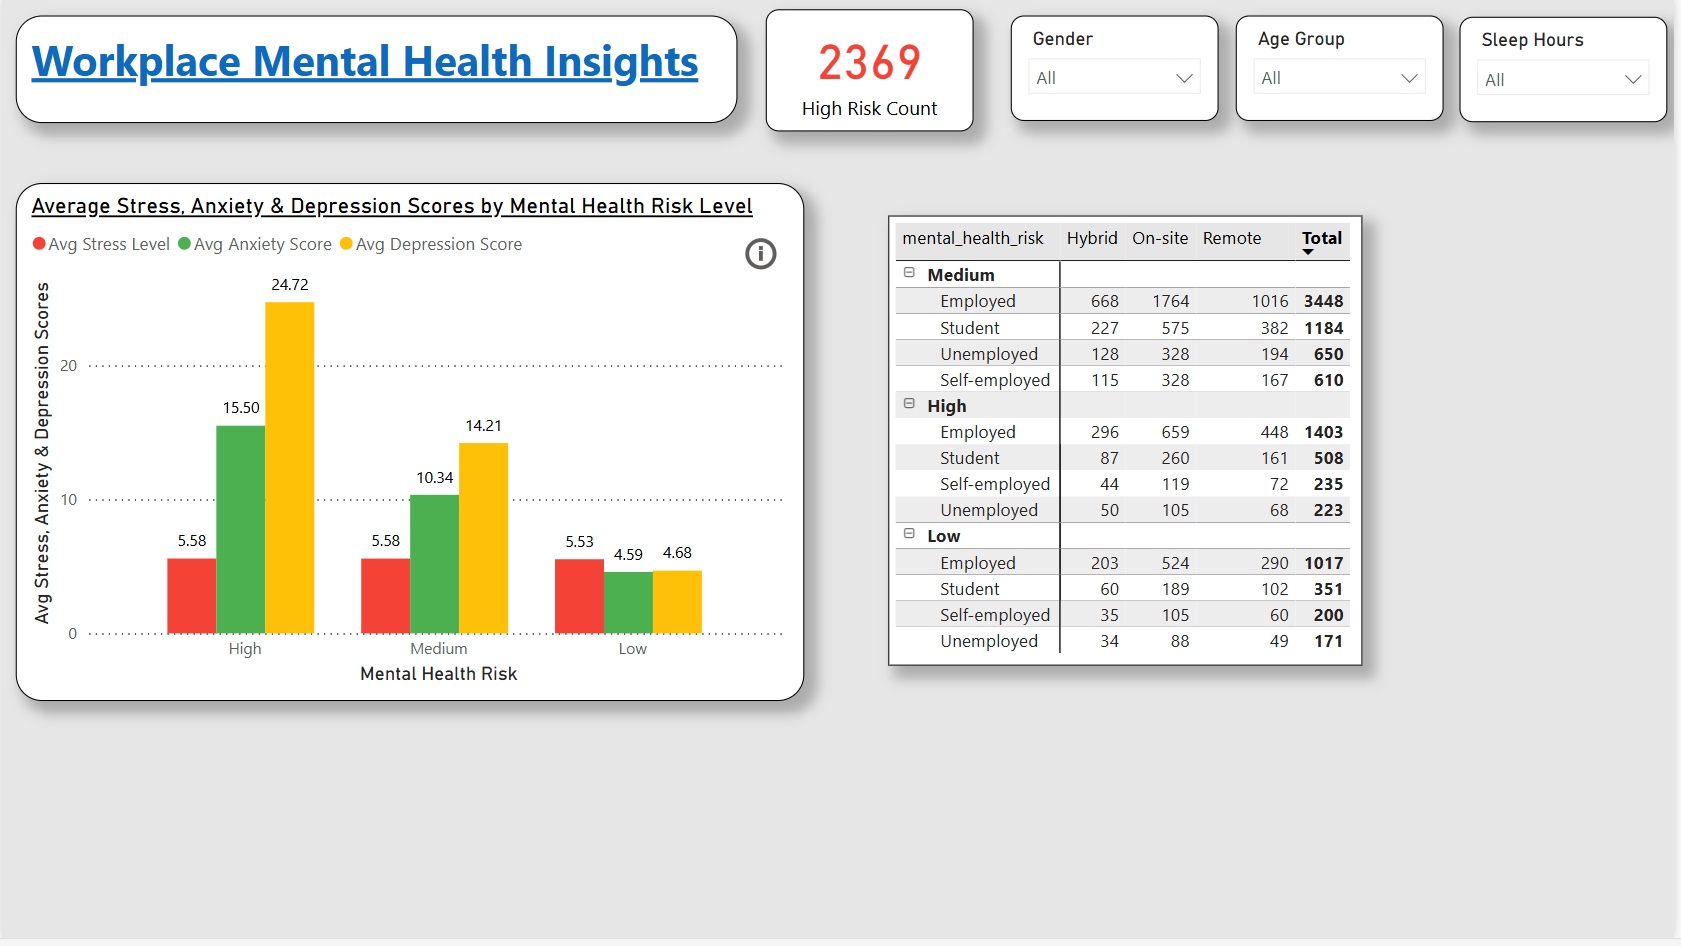 Workplace Mental Health Insights
2369
High Risk Count
Gender
All
Age Group
All
Sleep Hours
All
Average Stress, Anxiety & Depression Scores by Mental Health Risk Level
Avg Stress Level Avg Anxiety Score Avg Depression Score
Avg Stress, Anxiety & Depression Scores
20
10
0
24.72
15.50
5.58
14.21
10.34
5.58
5.53
4.59
4.68
High Medium Low
Mental Health Risk
mental_health_risk Hybrid On-site Remote Total
Medium
Employed 668 1764 1016 3448
Student 227 575 382 1184
Unemployed 128 328 194 650
Self-employed 115 328 167 610
High
Employed 296 659 448 1403
Student 87 260 161 508
Self-employed 44 119 72 235
Unemployed 50 105 68 223
Low
Employed 203 524 290 1017
Student 60 189 102 351
Self-employed 35 105 60 200
Unemployed 34 88 49 171